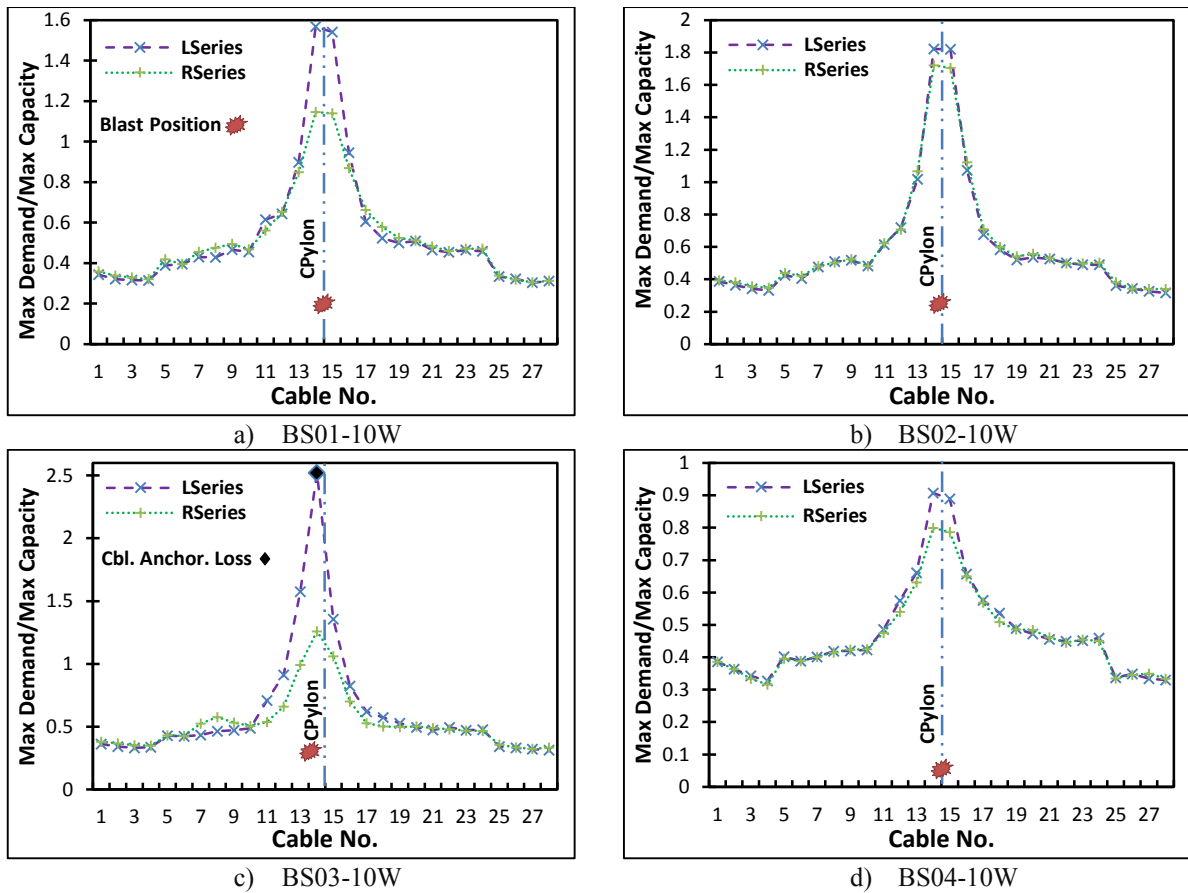 Max Demand/Max Capacity
1.6
1.4
1.2
1
0.8
0.6
0.4
0.2
0
LSeries
RSeries
Blast Position
CPylon
1 3 5 7 9 11 13 15 17 19 21 23 25 27
Cable No.
a) BS01-10W
Max Demand/Max Capacity
2
1.8
1.6
1.4
1.2
1
0.8
0.6
0.4
0.2
0
LSeries
RSeries
CPylon
1 3 5 7 9 11 13 15 17 19 21 23 25 27
Cable No.
b) BS02-10W
Max Demand/Max Capacity
2.5
2
1.5
1
0.5
0
LSeries
RSeries
Cbl. Anchor. Loss
CPylon
1 3 5 7 9 11 13 15 17 19 21 23 25 27
Cable No.
c) BS03-10W
Max Demand/Max Capacity
1
0.9
0.8
0.7
0.6
0.5
0.4
0.3
0.2
0.1
0
LSeries
RSeries
CPylon
1 3 5 7 9 11 13 15 17 19 21 23 25 27
Cable No.
d) BS04-10W